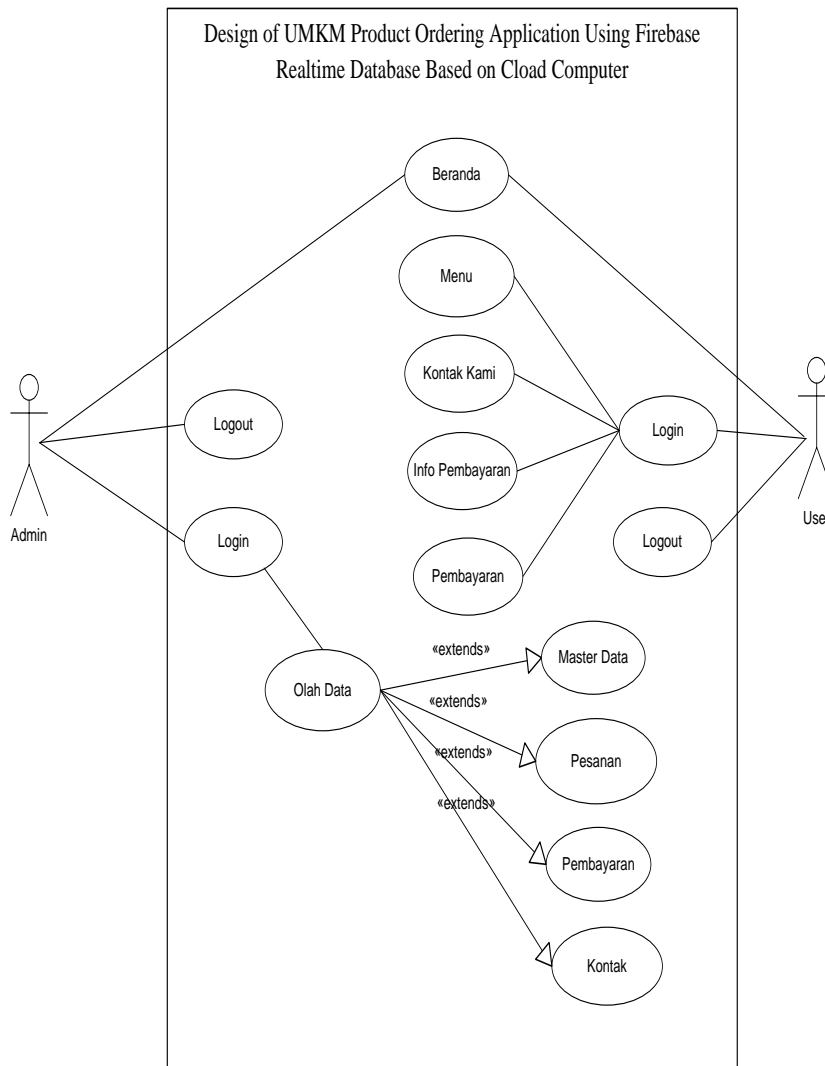 Design of UMKM Product Ordering Application Using Firebase
Realtime Database Based on Cload Computer
Beranda
Menu
Kontak Kami
Logout
Login
Info Pembayaran
Admin
Use
Login
Logout
Pembayaran
«extends»
Master Data
Olah Data
«extends»
«extends»
Pesanan
«extends»
Pembayaran
Kontak